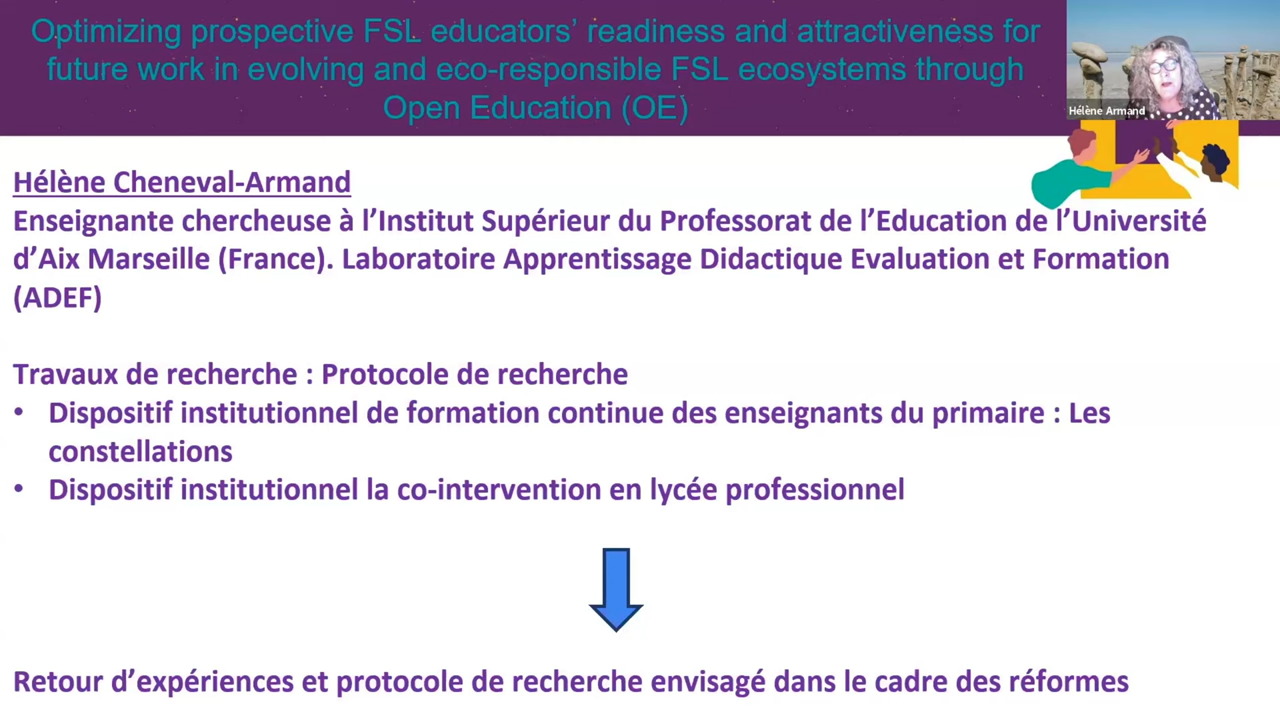 Optimizing prospective FSL educators' readiness and attractiveness for
future work in evolving and eco-responsible FSL ecosystems through
Open Education (OE)
Hélène Armand
Hélène Cheneval-Armand
Enseignante chercheuse à l'Institut Supérieur du Professorat de l'Education de l'Université
d'Aix Marseille (France). Laboratoire Apprentissage Didactique Evaluation et Formation
(ADEF)
Travaux de recherche : Protocole de recherche
• Dispositif institutionnel de formation continue des enseignants du primaire : Les
constellations
• Dispositif institutionnel la co-intervention en lycée professionnel
Retour d'expériences et protocole de recherche envisagé dans le cadre des réformes